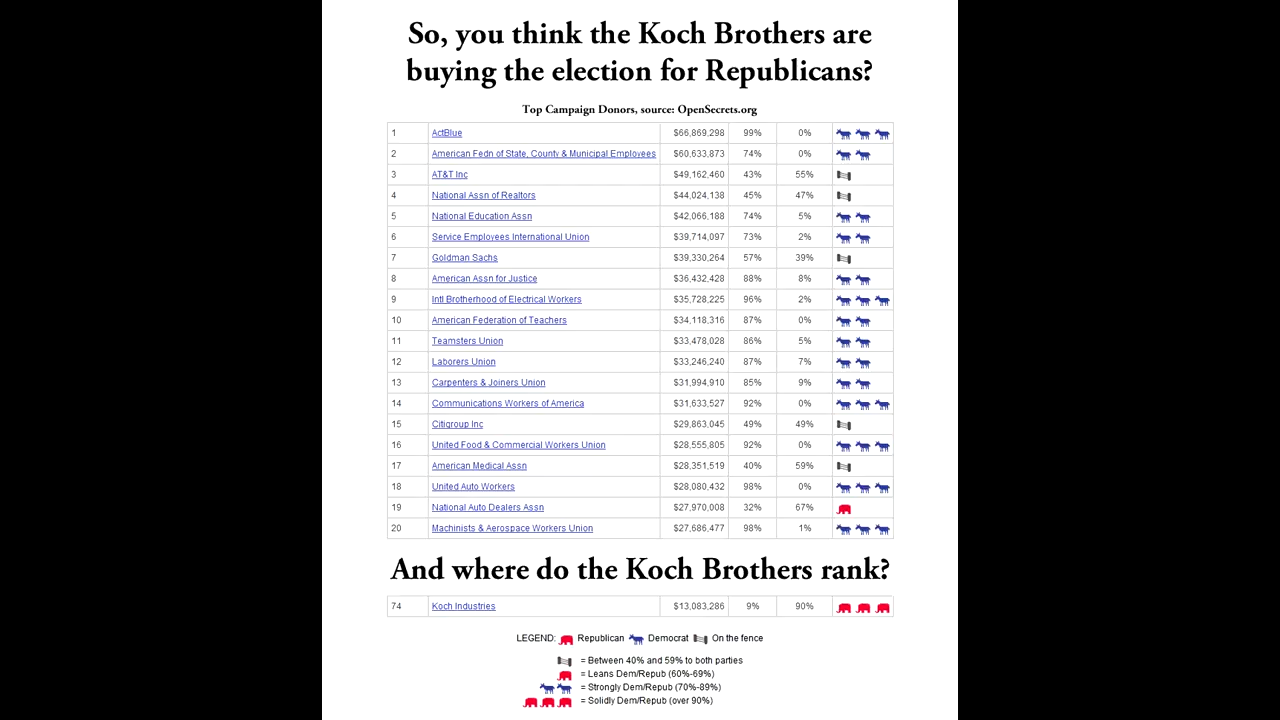 So, you think the Koch Brothers are
buying the election for Republicans?
Top Campaign Donors, source: OpenSecrets.org
1 ActBlue $66,869,298 99% 0%
2 American Fedn of State, County & Municipal Employees $60,633,873 74% 0%
3 AT&T Inc $49,162,460 43% 55%
4 National Assn of Realtors $44,024,138 45% 47%
5 National Education Assn $42,066,188 74% 5%
6 Service Employees International Union $39,714,097 73% 2%
7 Goldman Sachs $39,330,264 57% 39%
8 American Assn for Justice $36,432,428 88% 8%
9 Intl Brotherhood of Electrical Workers $35,728,225 96% 2%
10 American Federation of Teachers $34,118,316 87% 0%
11 Teamsters Union $33,478,028 86% 5%
12 Laborers Union $33,246,240 87% 7%
13 Carpenters & Joiners Union $31,994,910 85% 9%
14 Communications Workers of America $31,633,527 92% 0%
15 Citigroup Inc $29,863,045 49% 49%
16 United Food & Commercial Workers Union $28,555,805 92% 0%
17 American Medical Assn $28,351,519 40% 59%
18 United Auto Workers $28,080,432 98% 0%
19 National Auto Dealers Assn $27,970,008 32% 67%
20 Machinists & Aerospace Workers Union $27,686,477 98% 1%
And where do the Koch Brothers rank?
74 Koch Industries $13,083,286 9% 90%
LEGEND: Republican Democrat On the fence
= Between 40% and 59% to both parties
= Leans Dem/Repub (60%-69%)
= Strongly Dem/Repub (70%-89%)
= Solidly Dem/Repub (over 90%)